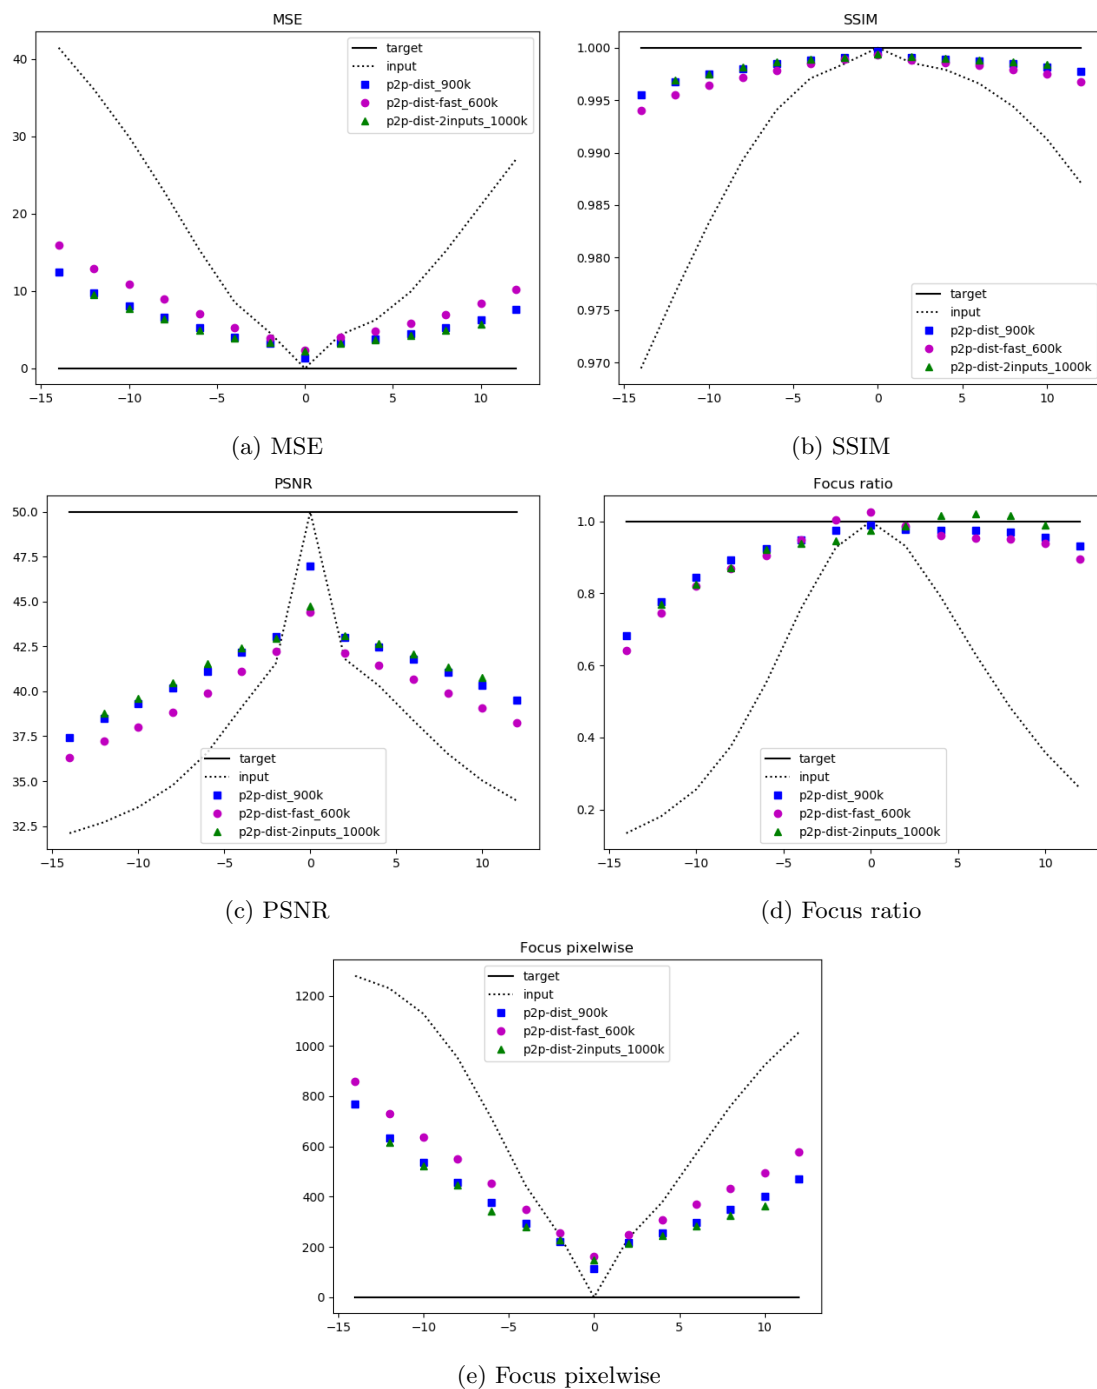 MSE
40
30
20
10
0
−15 −10 −5 0 5 10
target
input
p2p-dist_900k
p2p-dist-fast_600k
p2p-dist-2inputs_1000k
(a) MSE
SSIM
1.000
0.995
0.990
0.985
0.980
0.975
0.970
−15 −10 −5 0 5 10
target
input
p2p-dist_900k
p2p-dist-fast_600k
p2p-dist-2inputs_1000k
(b) SSIM
PSNR
50.0
47.5
45.0
42.5
40.0
37.5
35.0
32.5
−15 −10 −5 0 5 10
target
input
p2p-dist_900k
p2p-dist-fast_600k
p2p-dist-2inputs_1000k
(c) PSNR
Focus ratio
1.0
0.8
0.6
0.4
0.2
−15 −10 −5 0 5 10
target
input
p2p-dist_900k
p2p-dist-fast_600k
p2p-dist-2inputs_1000k
(d) Focus ratio
Focus pixelwise
1200
1000
800
600
400
200
0
−15 −10 −5 0 5 10
target
input
p2p-dist_900k
p2p-dist-fast_600k
p2p-dist-2inputs_1000k
(e) Focus pixelwise